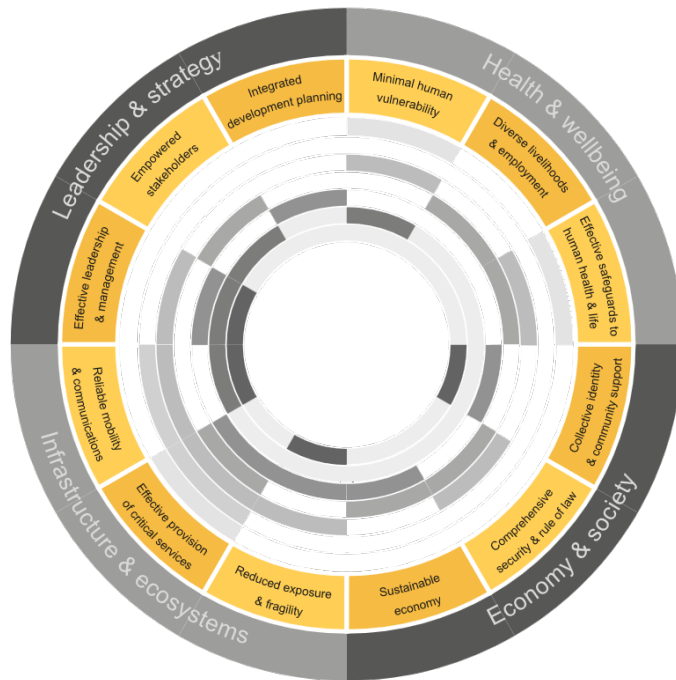 Leadership & strategy
Health & wellbeing
Economy & society
Infrastructure & ecosystems
Minimal human
vulnerability
Diverse livelihoods
& employment
Effective safeguards to
human health & life
Collective identity
& community support
Comprehensive
security & rule of law
Sustainable
economy
Reduced exposure
& fragility
Effective provision
of critical services
Reliable mobility
& communications
Effective leadership
& management
Empowered
stakeholders
Integrated
development planning